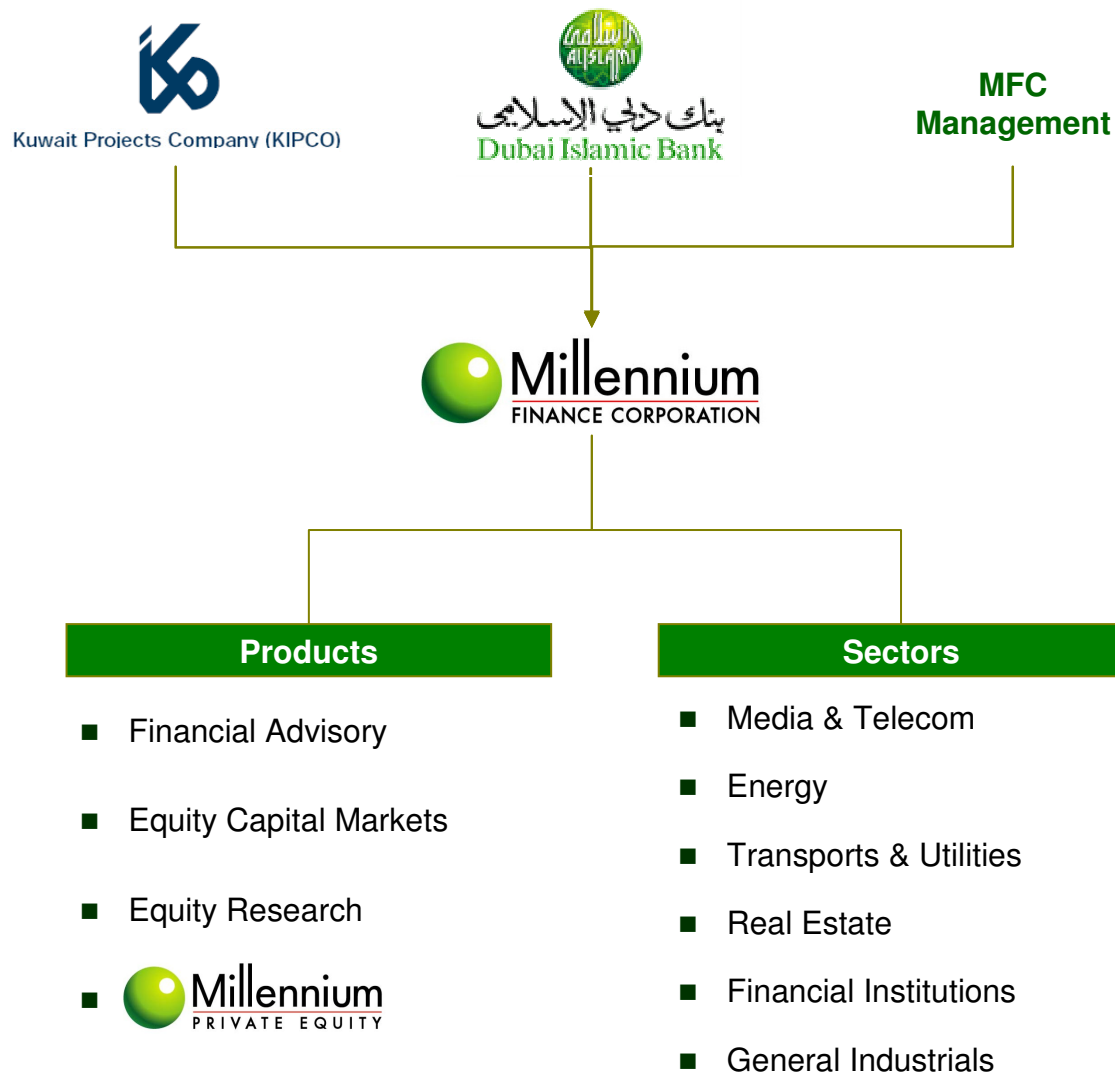 الإسلامي
ALISLAMI
بنك دبي الإسلامي
Kuwait Projects Company (KIPCO)
Dubai Islamic Bank
MFC
Management
Millennium
FINANCE CORPORATION
Products
Financial Advisory
Equity Capital Markets
Equity Research
Millennium
PRIVATE EQUITY
Sectors
Media & Telecom
Energy
Transports & Utilities
Real Estate
Financial Institutions
General Industrials